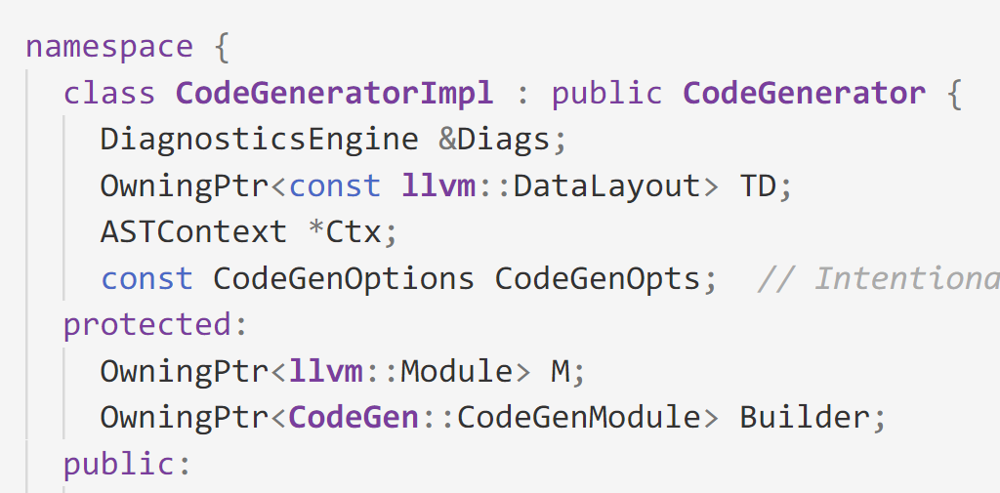 namespace {
class CodeGeneratorImpl : public CodeGenerator {
DiagnosticsEngine &Diags;
OwningPtr<const llvm::DataLayout> TD;
ASTContext *Ctx;
const CodeGenOptions CodeGenOpts;  // Intentiona
protected:
OwningPtr<llvm::Module> M;
OwningPtr<CodeGen::CodeGenModule> Builder;
public: